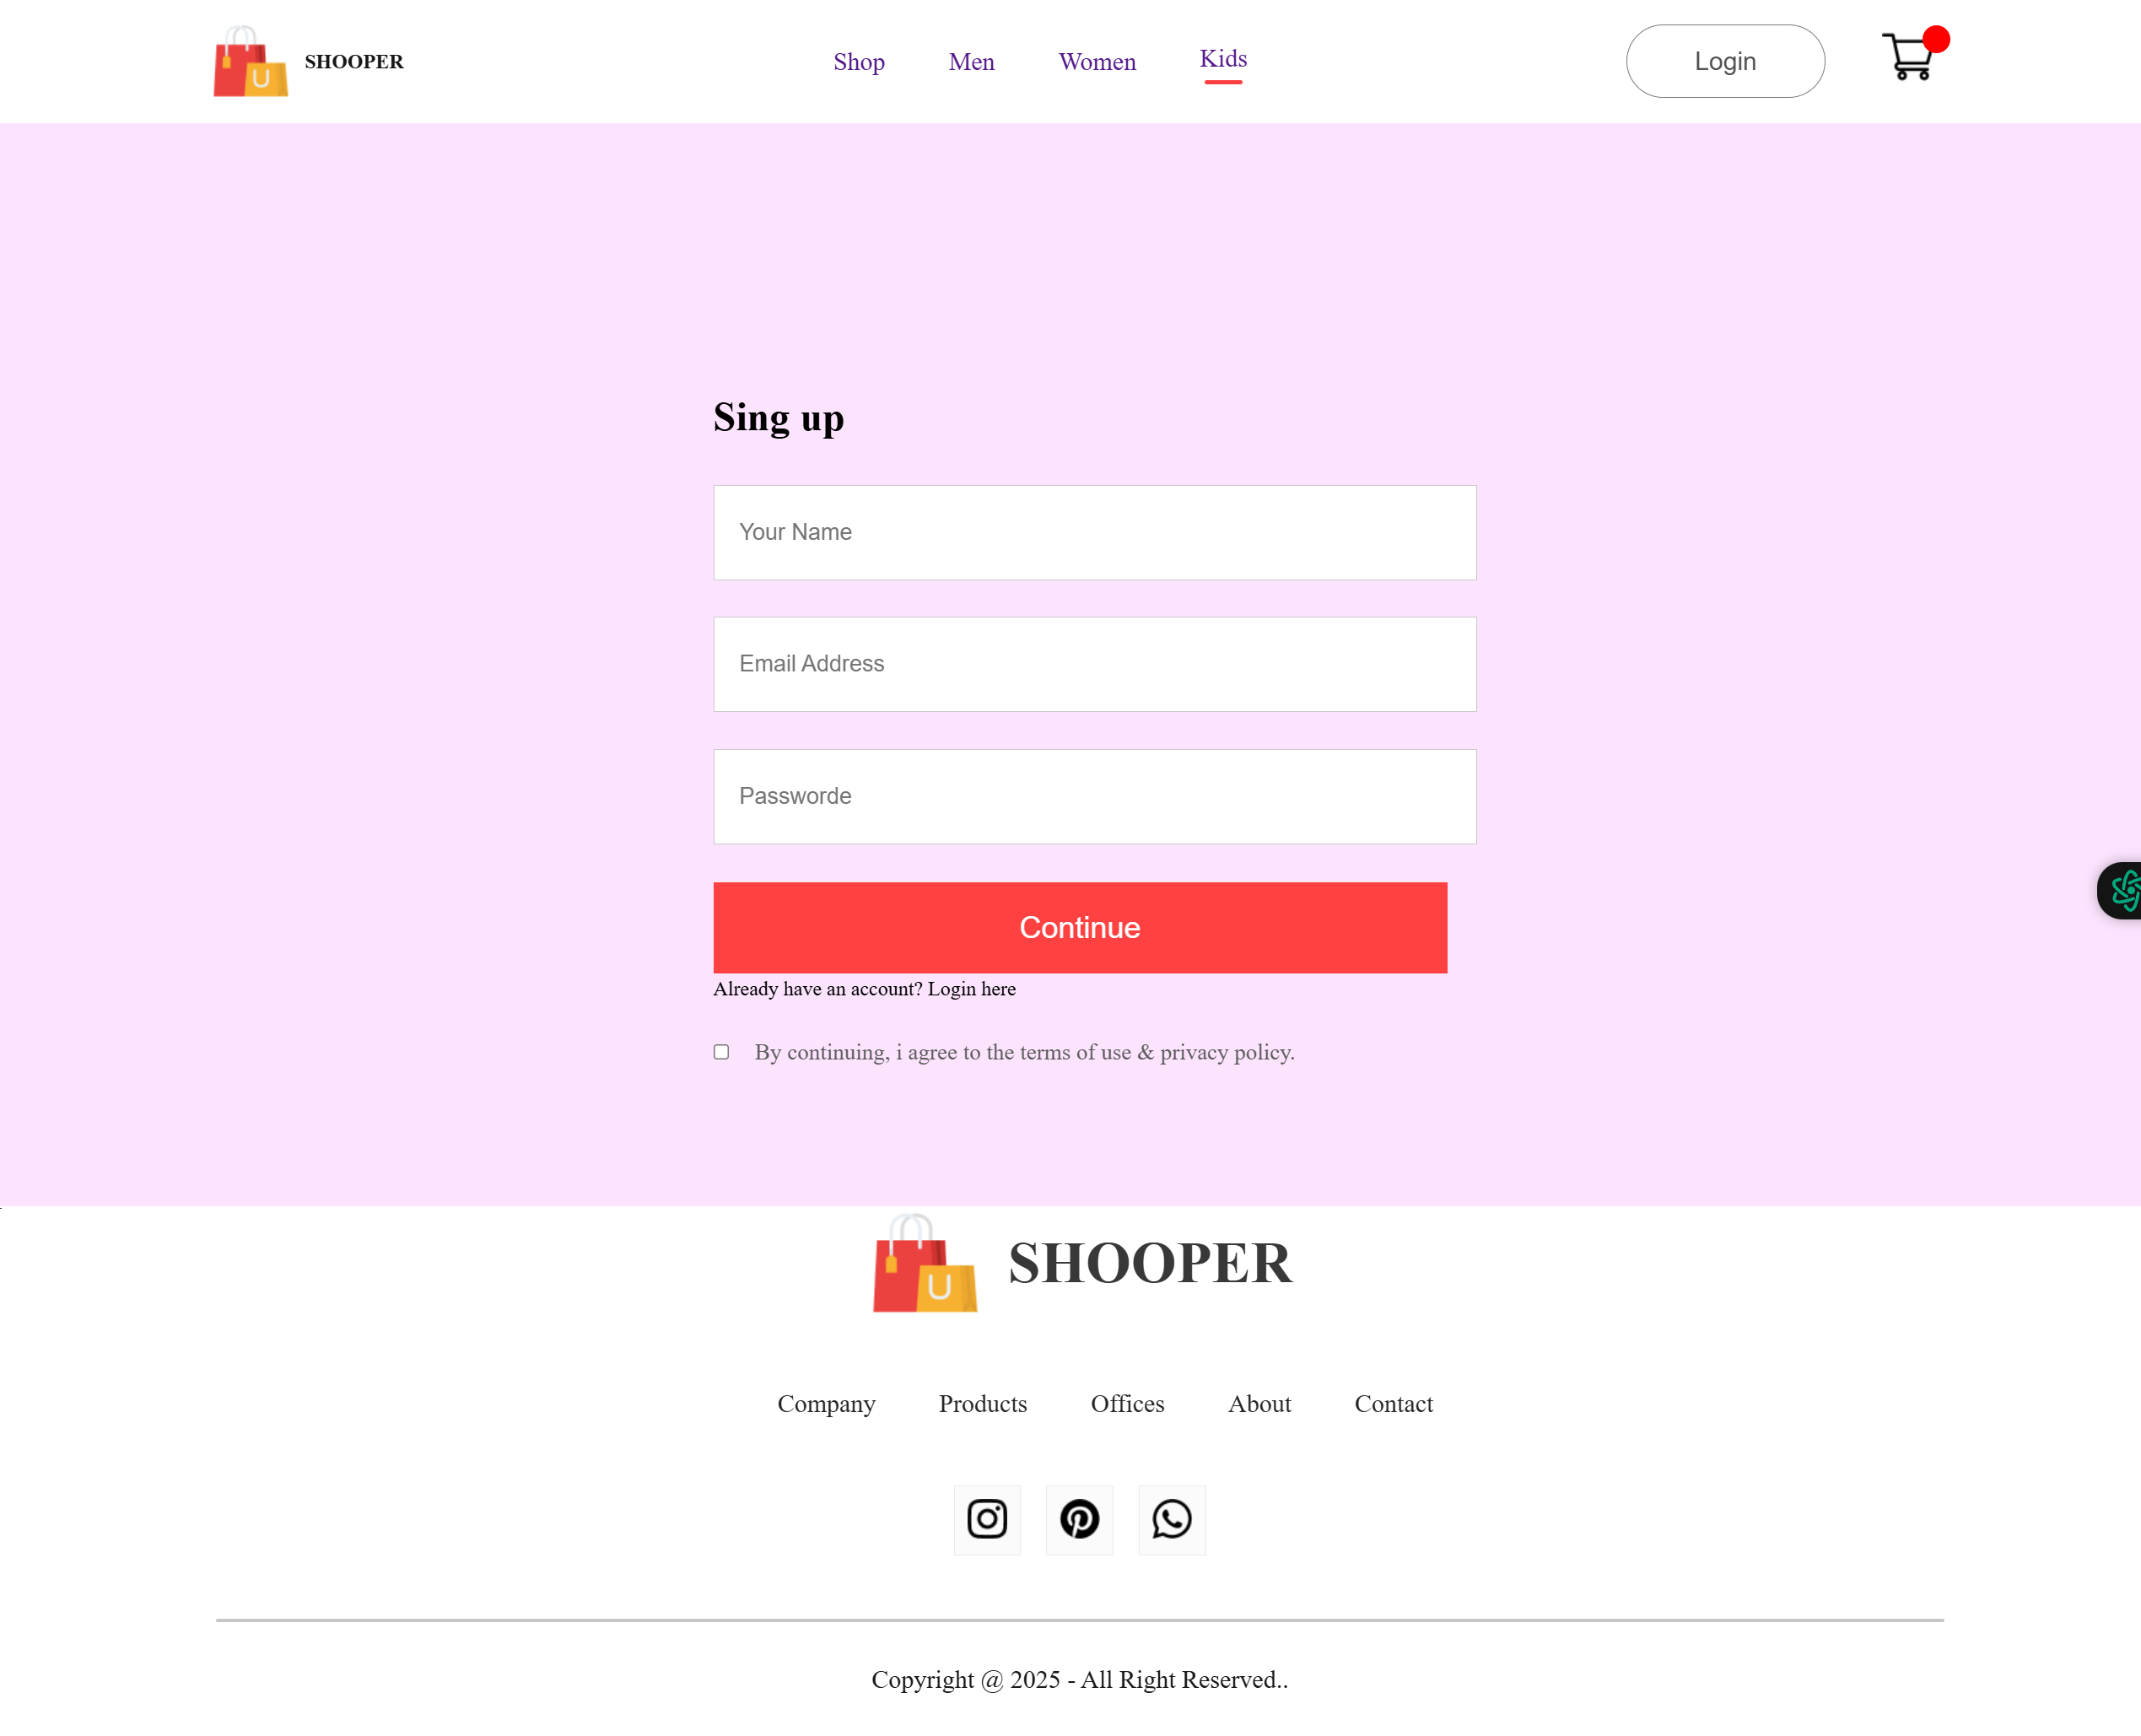 SHOOPER
Shop Men Women Kids
Login
Sing up
Your Name
Email Address
Passworde
Continue
Already have an account? Login here
By continuing, i agree to the terms of use & privacy policy.
U SHOOPER
Company Products Offices About Contact
Copyright @ 2025 - All Right Reserved..